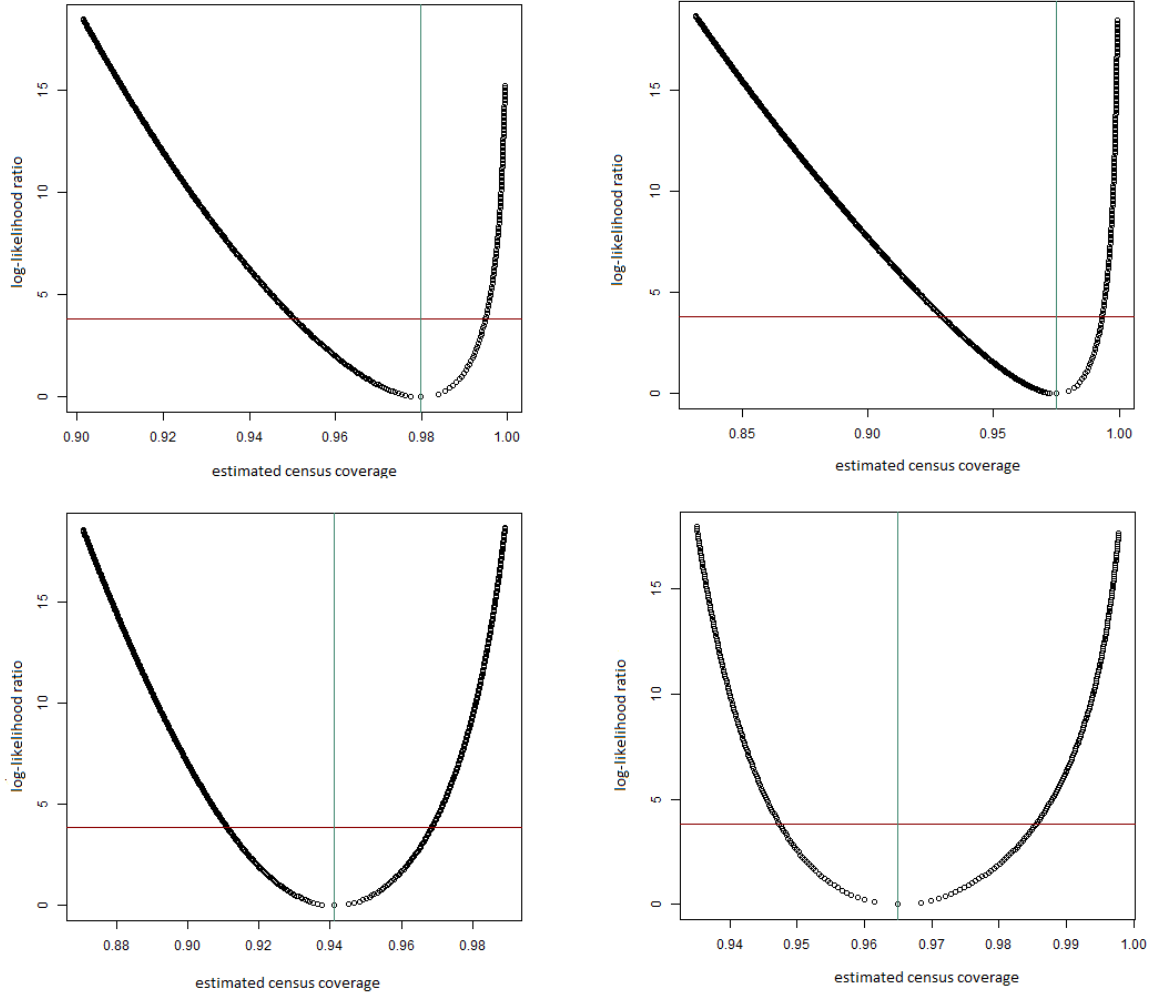 15
10
5
0
log-likelihood ratio
0.90 0.92 0.94 0.96 0.98 1.00
estimated census coverage
15
10
5
0
log-likelihood ratio
0.85 0.90 0.95 1.00
estimated census coverage
15
10
5
0
log-likelihood ratio
0.88 0.90 0.92 0.94 0.96 0.98
estimated census coverage
15
10
5
0
log-likelihood ratio
0.94 0.95 0.96 0.97 0.98 0.99 1.00
estimated census coverage